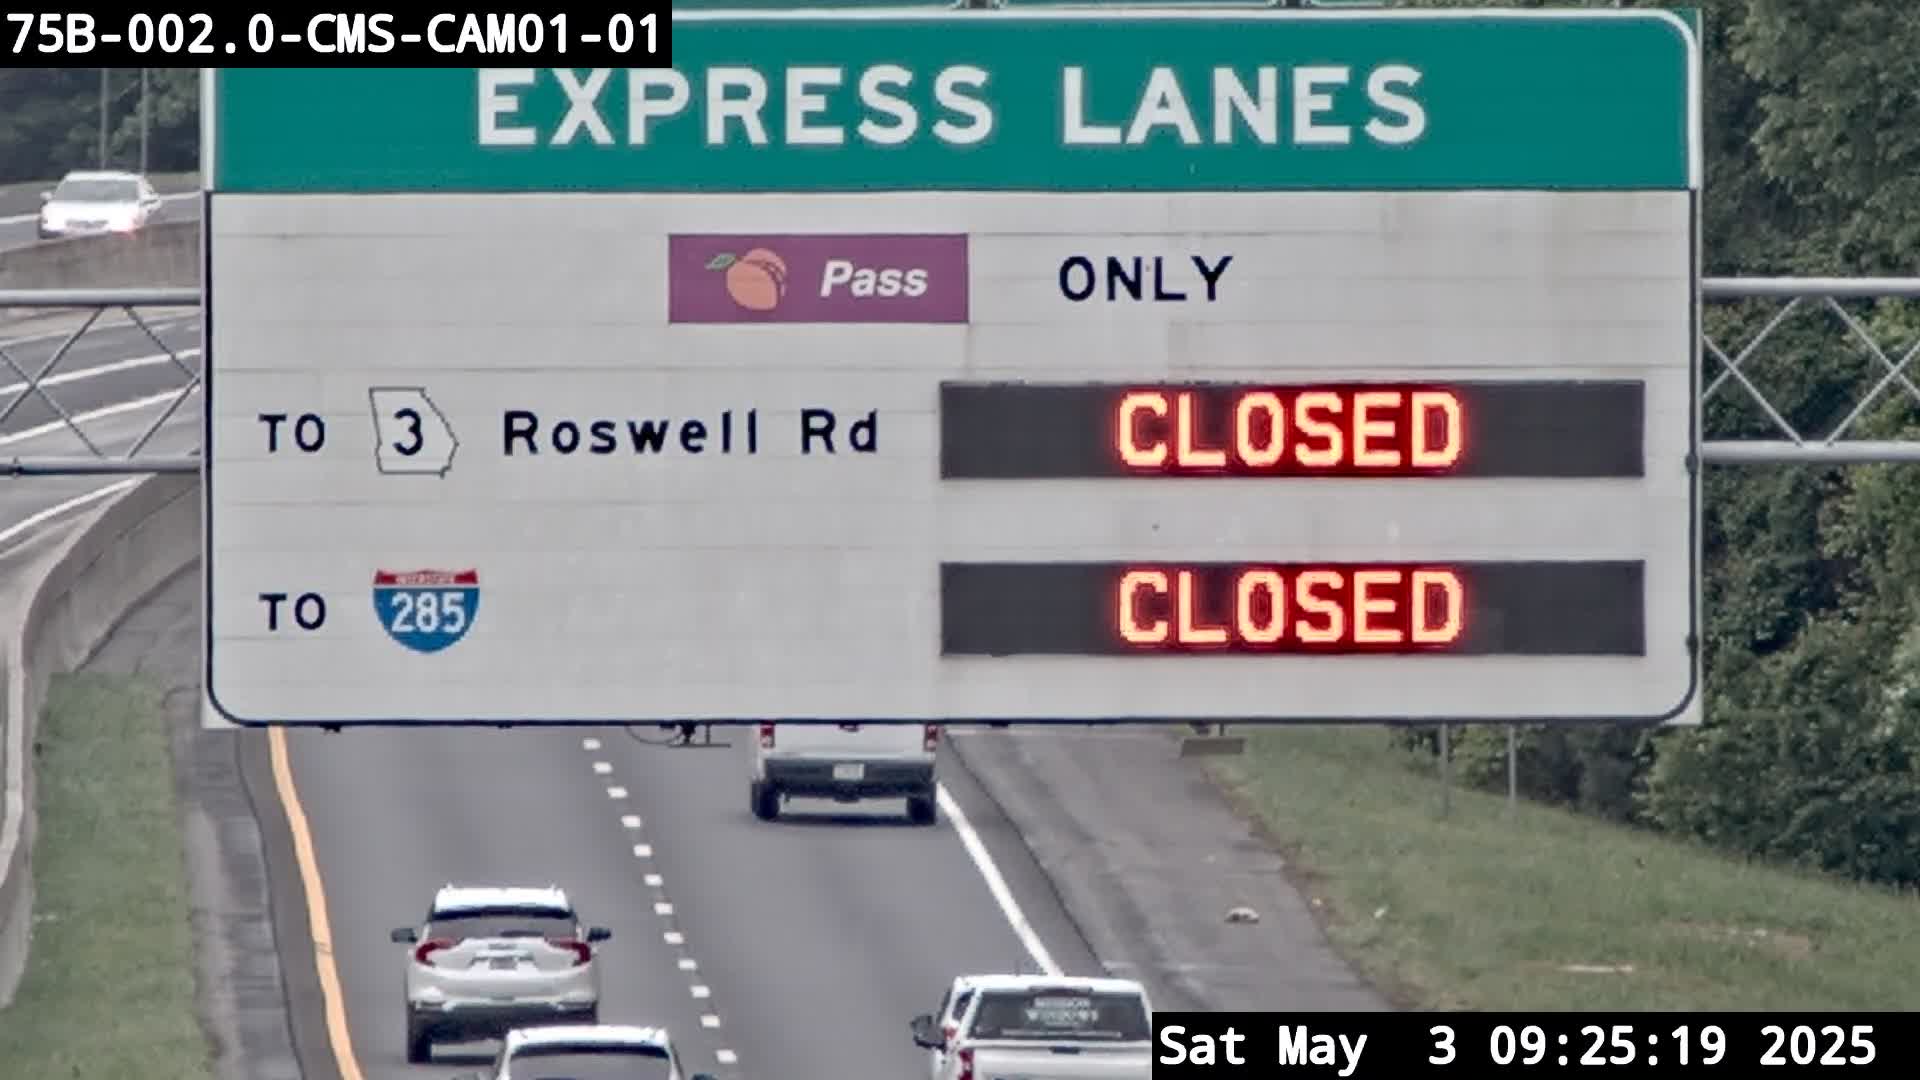 75B-002.0-CMS-CAM01-01
EXPRESS LANES
Pass ONLY
TO 3 Roswell Rd CLOSED
TO 285 CLOSED
Sat May 3 09:25:19 2025